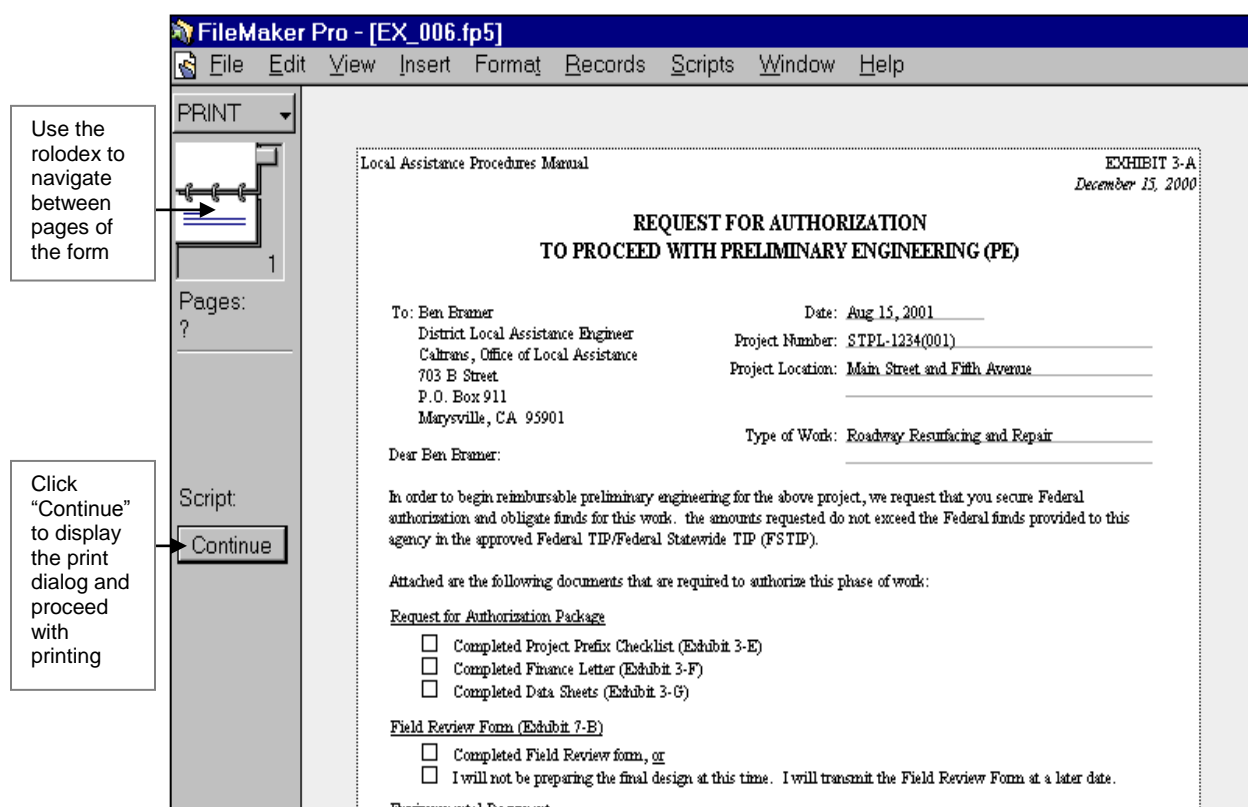 FileMaker Pro - [EX_006.fp5]
File Edit View Insert Format Records Scripts Window Help
PRINT
Use the
rolodex to
navigate
between
pages of
the form
1
Pages:
?
Click
“Continue”
to display
the print
dialog and
proceed
with
printing
Script:
Continue
Local Assistance Procedures Manual
EXHIBIT 3-A
December 15, 2000
REQUEST FOR AUTHORIZATION
TO PROCEED WITH PRELIMINARY ENGINEERING (PE)
To: Ben Bramer
District Local Assistance Engineer
Caltrans, Office of Local Assistance
703 B Street
P.O. Box 911
Marysville, CA 95901
Date: Aug 15, 2001
Project Number: STPL-1234(001)
Project Location: Main Street and Fifth Avenue
Type of Work: Roadway Resurfacing and Repair
Dear Ben Bramer:
In order to begin reimbursable preliminary engineering for the above project, we request that you secure Federal
authorization and obligate funds for this work. the amounts requested do not exceed the Federal funds provided to this
agency in the approved Federal TIP/Federal Statewide TIP (FSTIP).
Attached are the following documents that are required to authorize this phase of work:
Request for Authorization Package
Completed Project Prefix Checklist (Exhibit 3-E)
Completed Finance Letter (Exhibit 3-F)
Completed Data Sheets (Exhibit 3-G)
Field Review Form (Exhibit 7-B)
Completed Field Review form, or
I will not be preparing the final design at this time. I will transmit the Field Review Form at a later date.